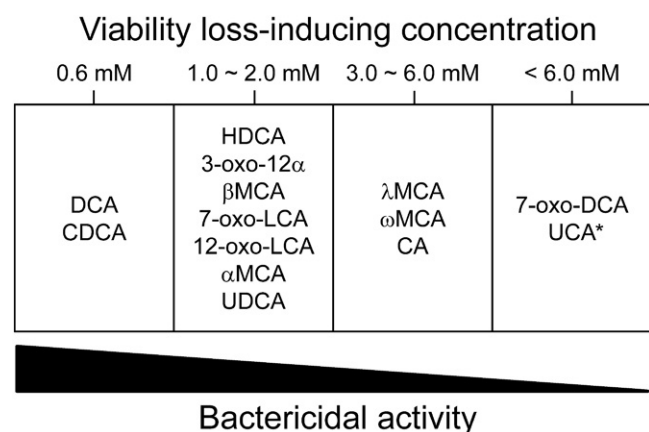 Viability loss-inducing concentration
0.6 mM
1.0 ~ 2.0 mM
3.0 ~ 6.0 mM
< 6.0 mM
DCA
CDCA
HDCA
3-oxo-12α
βMCA
7-oxo-LCA
12-oxo-LCA
αMCA
UDCA
λMCA
ωMCA
CA
7-oxo-DCA
UCA*
Bactericidal activity